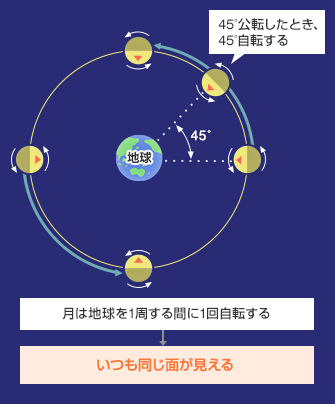 45°公転したとき、
45°自転する
45°
地球
月は地球を1周する間に1回自転する
いつも同じ面が見える